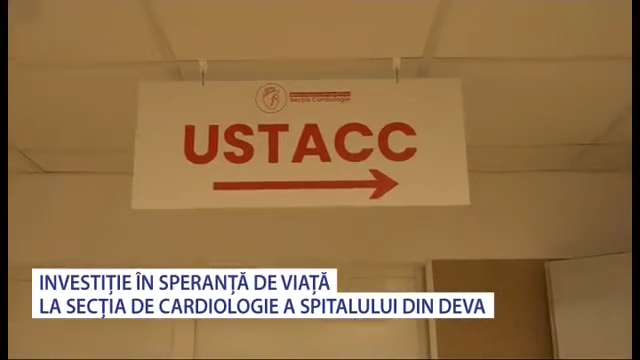 Secția Cardiologie
USTACC
INVESTIȚIE ÎN SPERANȚĂ DE VIAȚĂ
LA SECȚIA DE CARDIOLOGIE A SPITALULUI DIN DEVA